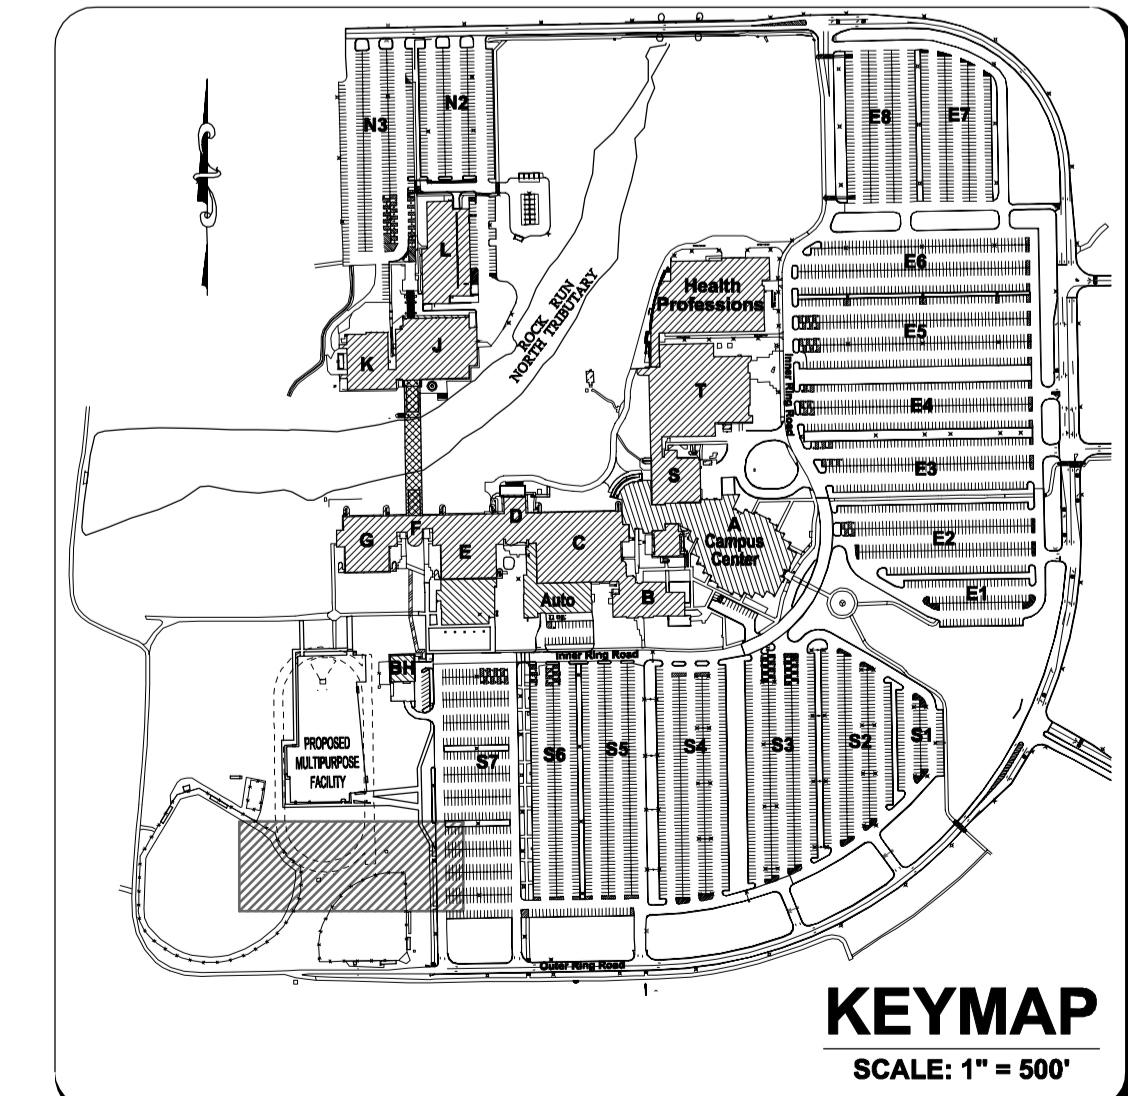 N3
N2
E8
E7
L
E6
Health
Professions
ROCK RUN
NORTH TRIBUTARY
E5
J
K
T
Inner Ring Road
E4
E3
S
D
F
G
E
C
A
Campus
Center
E2
E1
Auto
B
Inner Ring Road
BH
PROPOSED
MULTIPURPOSE
FACILITY
S7
S6
S5
S4
S3
S2
S1
Outer Ring Road
KEYMAP
SCALE: 1" = 500'